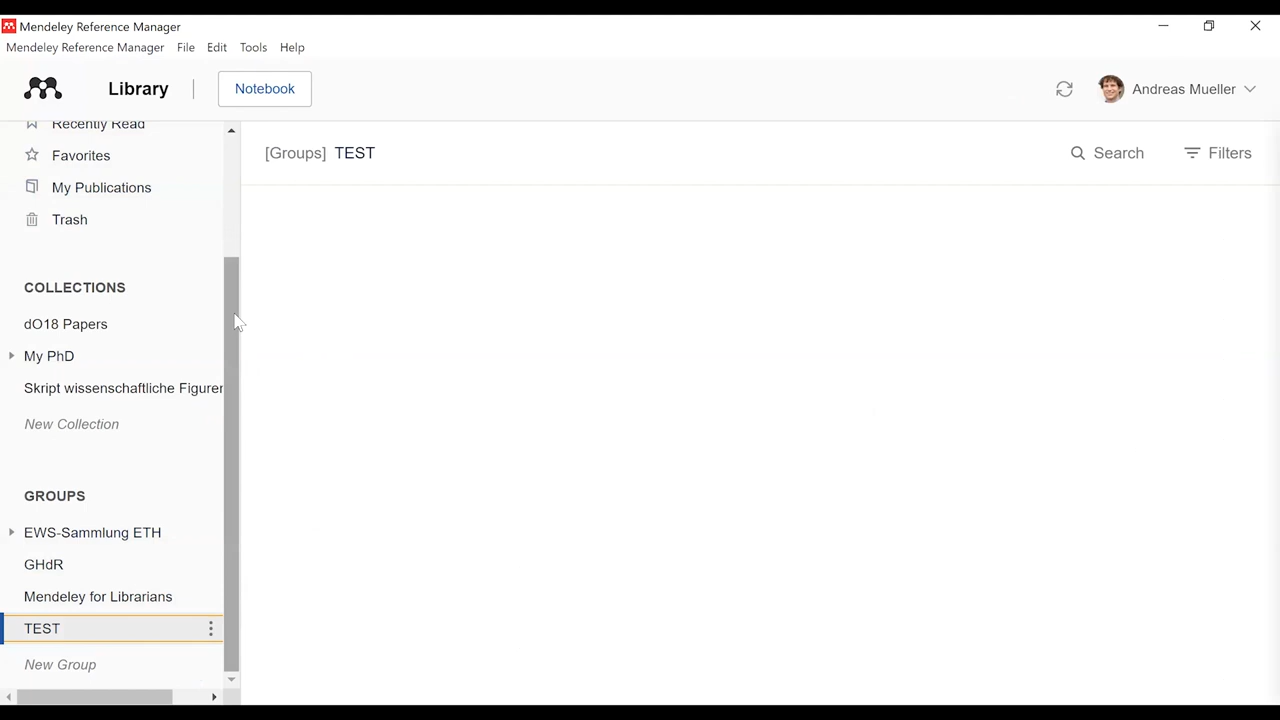 Mendeley Reference Manager
Mendeley Reference Manager File Edit Tools Help
Library Notebook Andreas Mueller
Recently Read
Favorites
My Publications
Trash
[Groups] TEST Search Filters
COLLECTIONS
dO18 Papers
My PhD
Skript wissenschaftliche Figuren
New Collection
GROUPS
EWS-Sammlung ETH
GHdR
Mendeley for Librarians
TEST
New Group